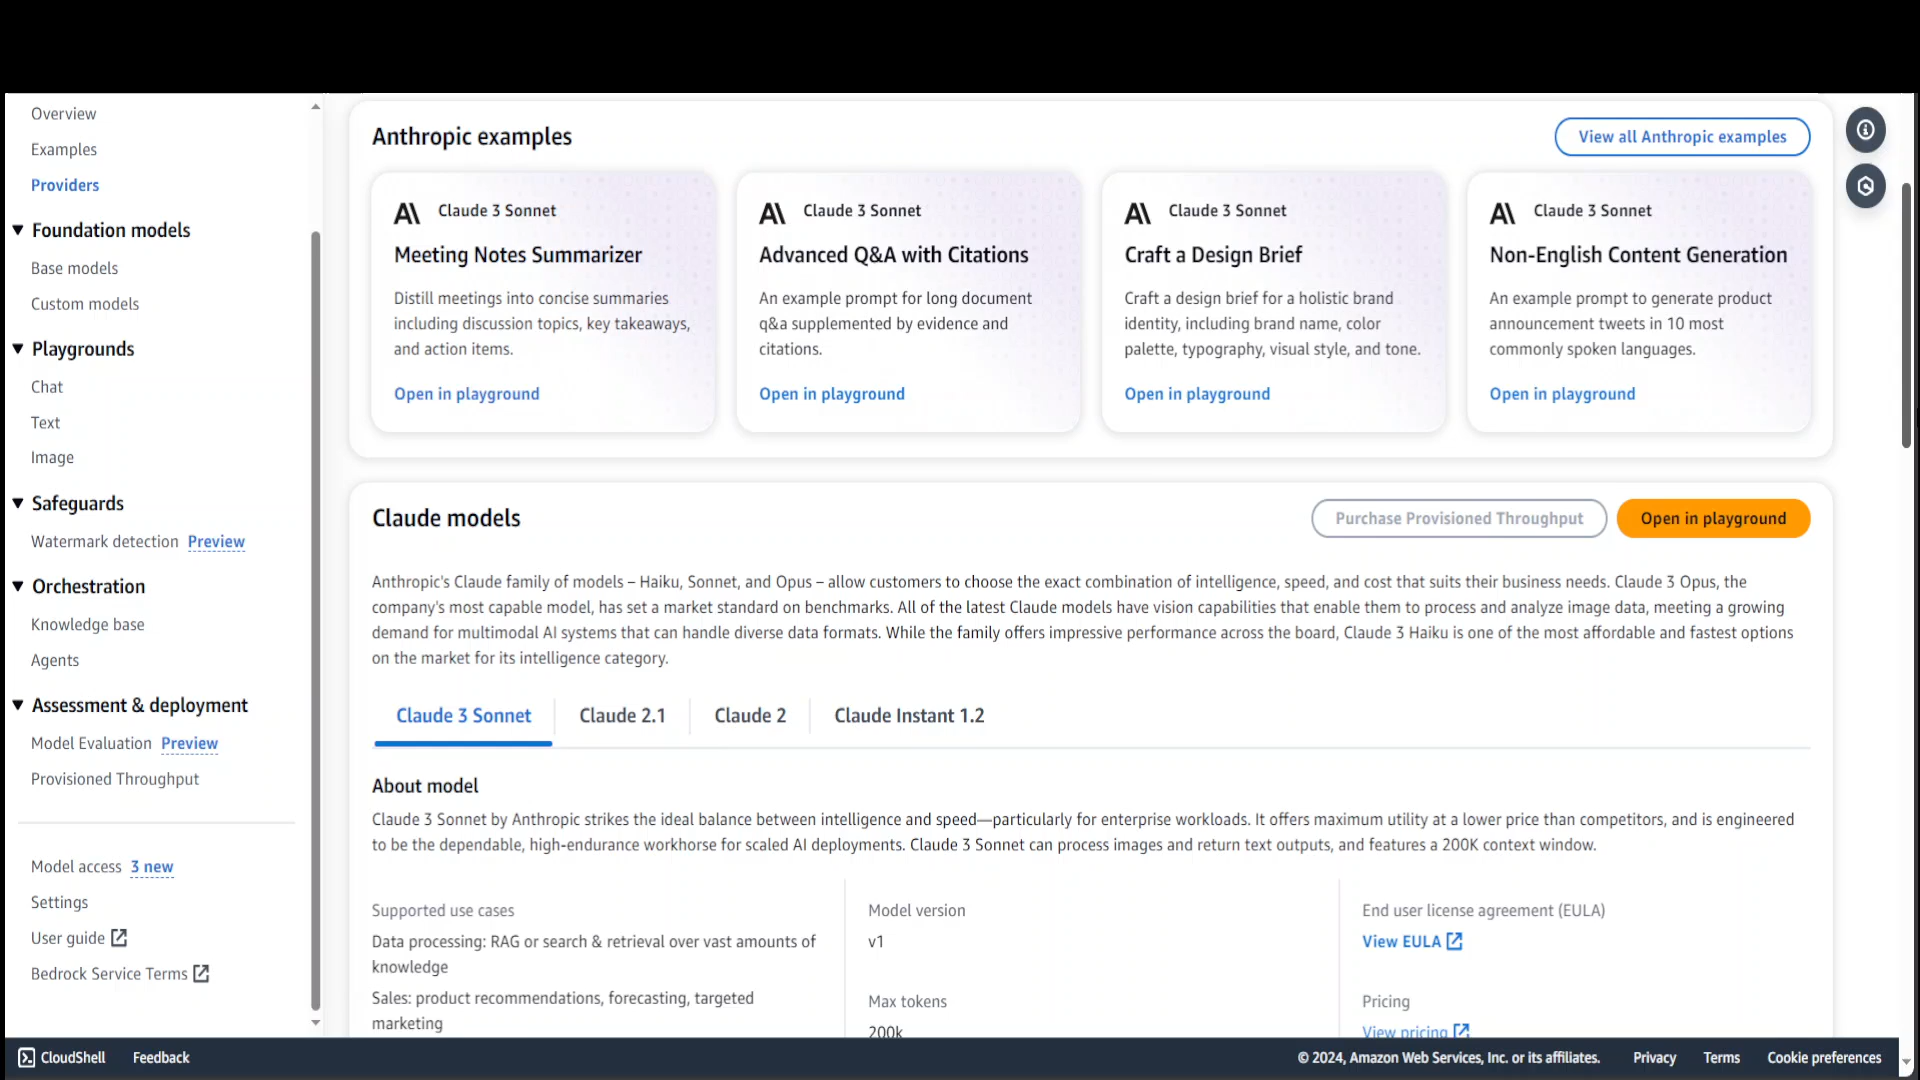 Overview
Examples
Providers
Foundation models
Base models
Custom models
Playgrounds
Chat
Text
Image
Safeguards
Watermark detection Preview
Orchestration
Knowledge base
Agents
Assessment & deployment
Model Evaluation Preview
Provisioned Throughput
Model access 3 new
Settings
User guide
Bedrock Service Terms
Anthropic examples
View all Anthropic examples
Claude 3 Sonnet
Meeting Notes Summarizer
Distill meetings into concise summaries
including discussion topics, key takeaways,
and action items.
Open in playground
Claude 3 Sonnet
Advanced Q&A with Citations
An example prompt for long document
q&a supplemented by evidence and
citations.
Open in playground
Claude 3 Sonnet
Craft a Design Brief
Craft a design brief for a holistic brand
identity, including brand name, color
palette, typography, visual style, and tone.
Open in playground
Claude 3 Sonnet
Non-English Content Generation
An example prompt to generate product
announcement tweets in 10 most
commonly spoken languages.
Open in playground
Claude models
Purchase Provisioned Throughput
Open in playground
Anthropic's Claude family of models – Haiku, Sonnet, and Opus – allow customers to choose the exact combination of intelligence, speed, and cost that suits their business needs. Claude 3 Opus, the
company's most capable model, has set a market standard on benchmarks. All of the latest Claude models have vision capabilities that enable them to process and analyze image data, meeting a growing
demand for multimodal AI systems that can handle diverse data formats. While the family offers impressive performance across the board, Claude 3 Haiku is one of the most affordable and fastest options
on the market for its intelligence category.
Claude 3 Sonnet
Claude 2.1
Claude 2
Claude Instant 1.2
About model
Claude 3 Sonnet by Anthropic strikes the ideal balance between intelligence and speed—particularly for enterprise workloads. It offers maximum utility at a lower price than competitors, and is engineered
to be the dependable, high-endurance workhorse for scaled AI deployments. Claude 3 Sonnet can process images and return text outputs, and features a 200K context window.
Supported use cases
Data processing: RAG or search & retrieval over vast amounts of
knowledge
Sales: product recommendations, forecasting, targeted
marketing
Model version
v1
Max tokens
200k
End user license agreement (EULA)
View EULA
Pricing
View pricing
CloudShell
Feedback
© 2024, Amazon Web Services, Inc. or its affiliates.
Privacy
Terms
Cookie preferences